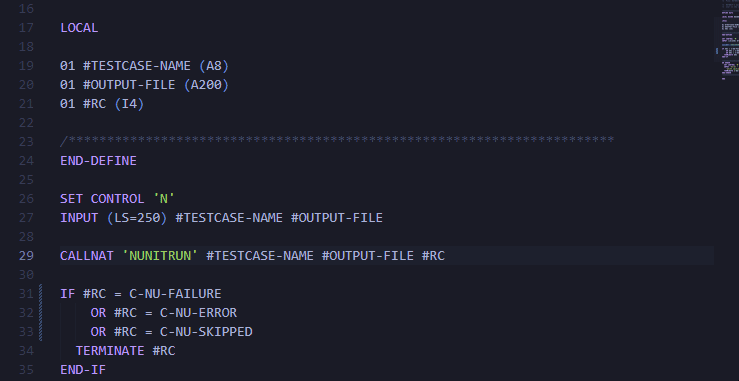 16
17 LOCAL
18
19 01 #TESTCASE-NAME (A8)
20 01 #OUTPUT-FILE (A200)
21 01 #RC (I4)
22
23 /***********************************************************************
24 END-DEFINE
25
26 SET CONTROL 'N'
27 INPUT (LS=250) #TESTCASE-NAME #OUTPUT-FILE
28
29 CALLNAT 'NUNITRUN' #TESTCASE-NAME #OUTPUT-FILE #RC
30
31 IF #RC = C-NU-FAILURE
32     OR #RC = C-NU-ERROR
33     OR #RC = C-NU-SKIPPED
34   TERMINATE #RC
35 END-IF